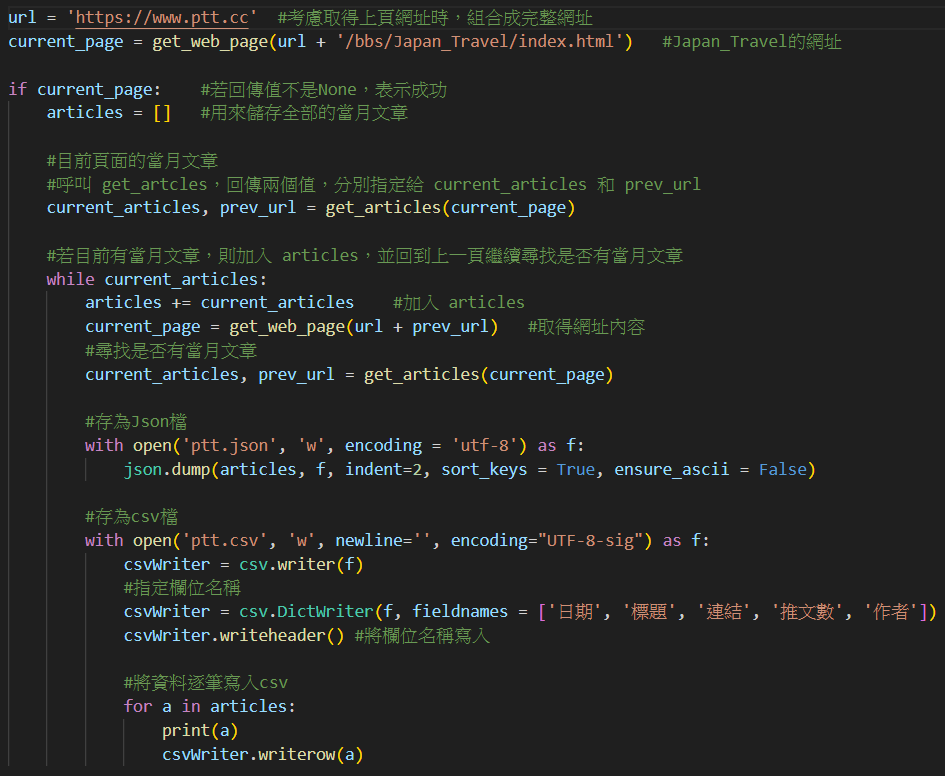 url = 'https://www.ptt.cc'  #考慮取得上頁網址時，組合成完整網址
current_page = get_web_page(url + '/bbs/Japan_Travel/index.html')   #Japan_Travel的網址
if current_page:    #若回傳值不是None，表示成功
    articles = []   #用來儲存全部的當月文章
    #目前頁面的當月文章
    #呼叫 get_artcles，回傳兩個值，分別指定給 current_articles 和 prev_url
    current_articles, prev_url = get_articles(current_page)
    #若目前有當月文章，則加入 articles，並回到上一頁繼續尋找是否有當月文章
    while current_articles:
        articles += current_articles    #加入 articles
        current_page = get_web_page(url + prev_url)   #取得網址內容
        #尋找是否有當月文章
        current_articles, prev_url = get_articles(current_page)
        #存為Json檔
        with open('ptt.json', 'w', encoding = 'utf-8') as f:
            json.dump(articles, f, indent=2, sort_keys = True, ensure_ascii = False)
        #存為csv檔
        with open('ptt.csv', 'w', newline='', encoding="UTF-8-sig") as f:
            csvWriter = csv.writer(f)
            #指定欄位名稱
            csvWriter = csv.DictWriter(f, fieldnames = ['日期', '標題', '連結', '推文數', '作者'])
            csvWriter.writeheader() #將欄位名稱寫入
            #將資料逐筆寫入csv
            for a in articles:
                print(a)
                csvWriter.writerow(a)